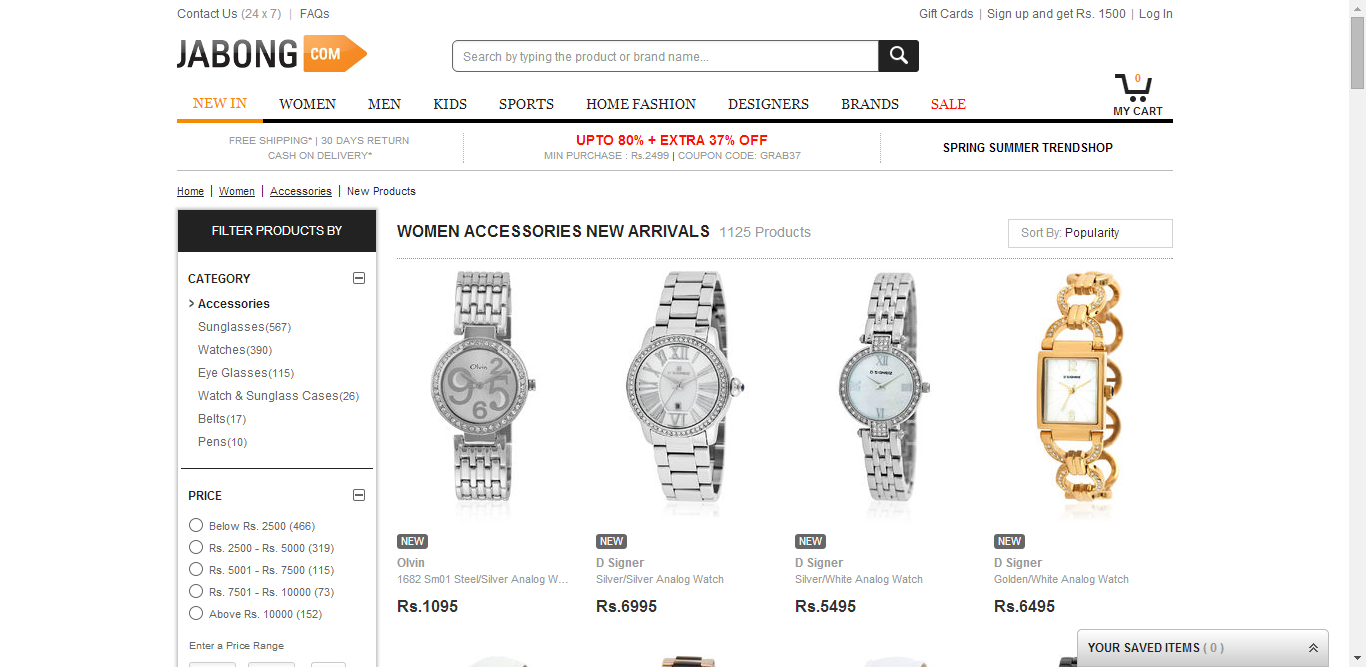 Contact Us (24 x 7) | FAQs
Gift Cards | Sign up and get Rs. 1500 | Log In
JABONG COM
Search by typing the product or brand name...
0
MY CART
NEW IN WOMEN MEN KIDS SPORTS HOME FASHION DESIGNERS BRANDS SALE
FREE SHIPPING* | 30 DAYS RETURN
CASH ON DELIVERY*
UPTO 80% + EXTRA 37% OFF
MIN PURCHASE : Rs.2499 | COUPON CODE: GRAB37
SPRING SUMMER TRENDSHOP
Home | Women | Accessories | New Products
FILTER PRODUCTS BY
CATEGORY
> Accessories
Sunglasses(567)
Watches(390)
Eye Glasses(115)
Watch & Sunglass Cases(26)
Belts(17)
Pens(10)
PRICE
Below Rs. 2500 (466)
Rs. 2500 - Rs. 5000 (319)
Rs. 5001 - Rs. 7500 (115)
Rs. 7501 - Rs. 10000 (73)
Above Rs. 10000 (152)
Enter a Price Range
WOMEN ACCESSORIES NEW ARRIVALS 1125 Products
Sort By: Popularity
Olvin
9 2 5 6
D SIGNER
D SIGNER
D SIGNER
NEW
Olvin
1682 Sm01 Steel/Silver Analog W...
Rs.1095
NEW
D Signer
Silver/Silver Analog Watch
Rs.6995
NEW
D Signer
Silver/White Analog Watch
Rs.5495
NEW
D Signer
Golden/White Analog Watch
Rs.6495
YOUR SAVED ITEMS ( 0 )